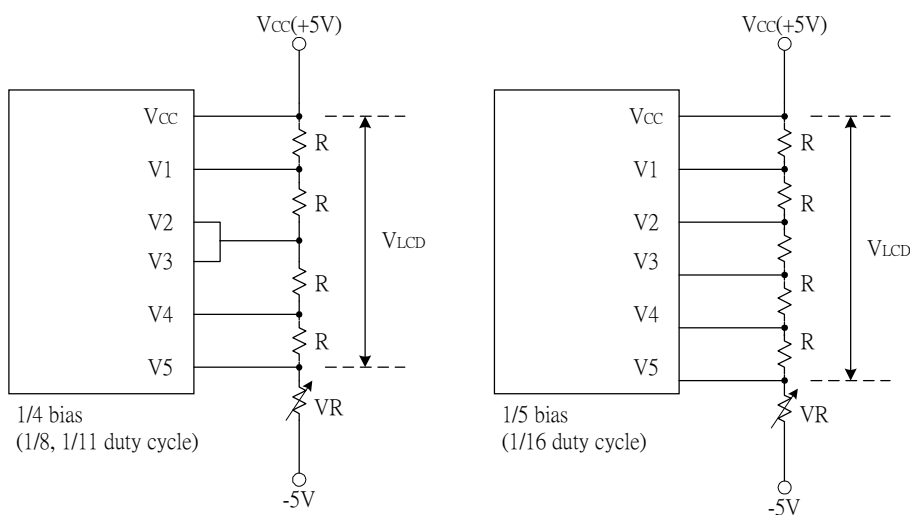 VCC(+5V)
VCC
V1
V2
V3
V4
V5
R
R
R
R
VR
VLCD
-5V
1/4 bias
(1/8, 1/11 duty cycle)
VCC(+5V)
VCC
V1
V2
V3
V4
V5
R
R
R
R
VR
VLCD
-5V
1/5 bias
(1/16 duty cycle)